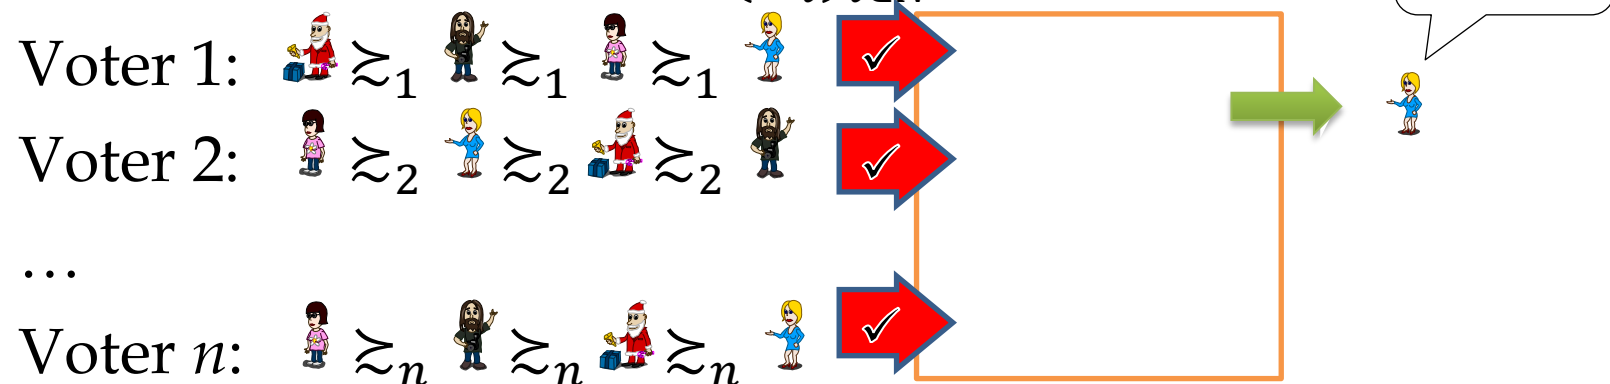 Voter 1: ≿₁ ≿₁ ≿₁ ✓
Voter 2: ≿₂ ≿₂ ≿₂ ✓
…
Voter n: ≿ₙ ≿ₙ ≿ₙ ✓